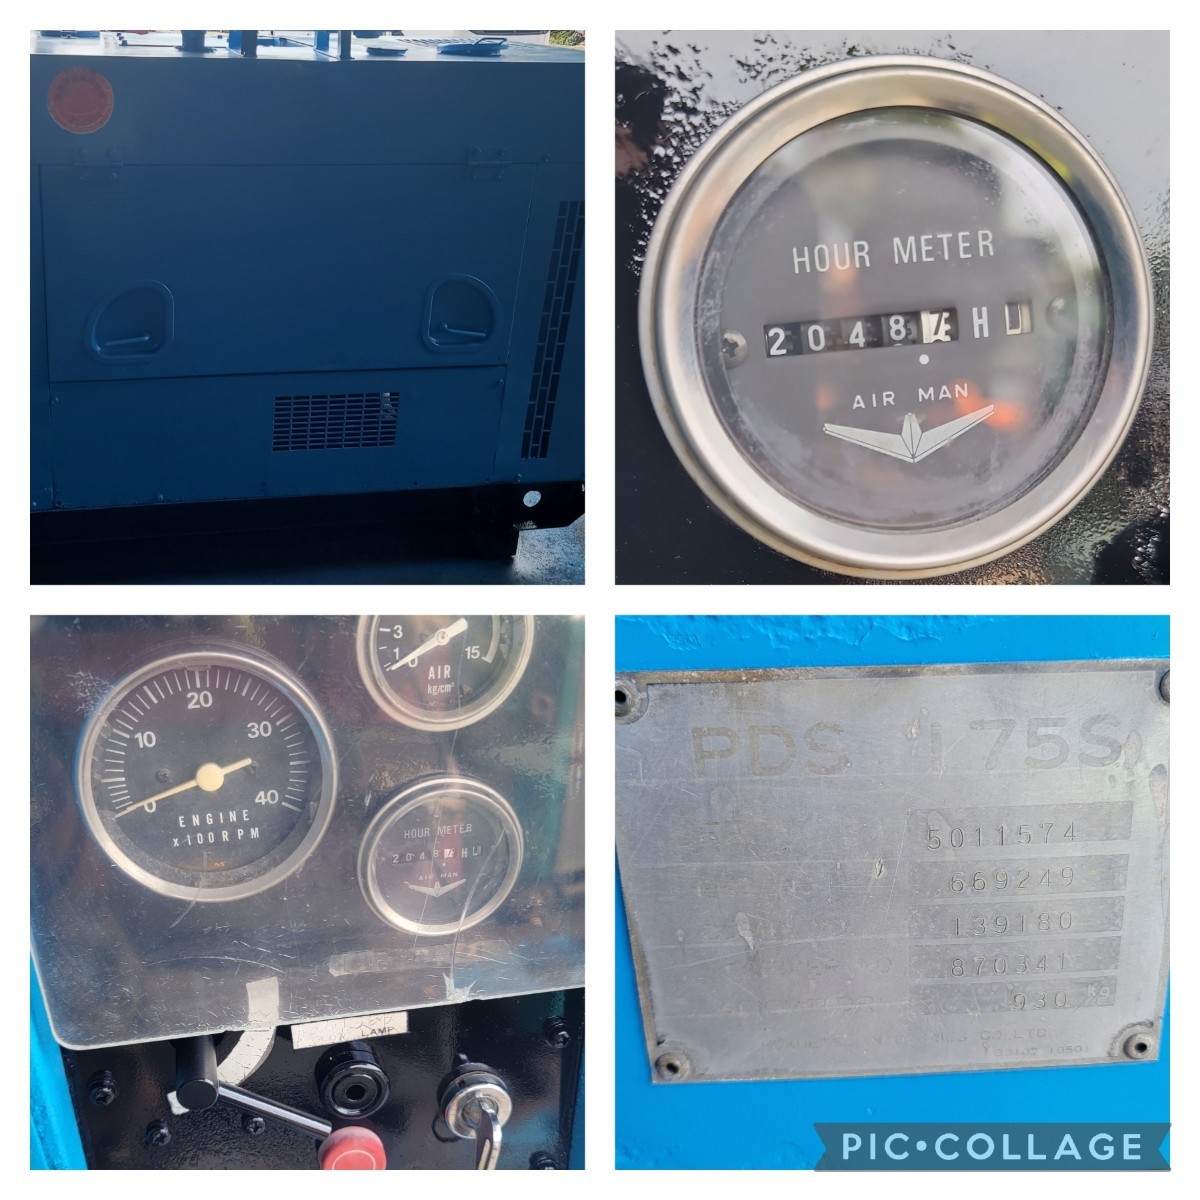 HOUR METER
2048 H
AIR MAN
20
10
30
0
40
ENGINE
x100RPM
3
1
0
15
AIR
kg/cm²
HOUR METER
2048 H
AIR MAN
LAMP
PDS 175S
5011574
669249
139180
870341
930 kg
CO.,LTD.
PIC•COLLAGE